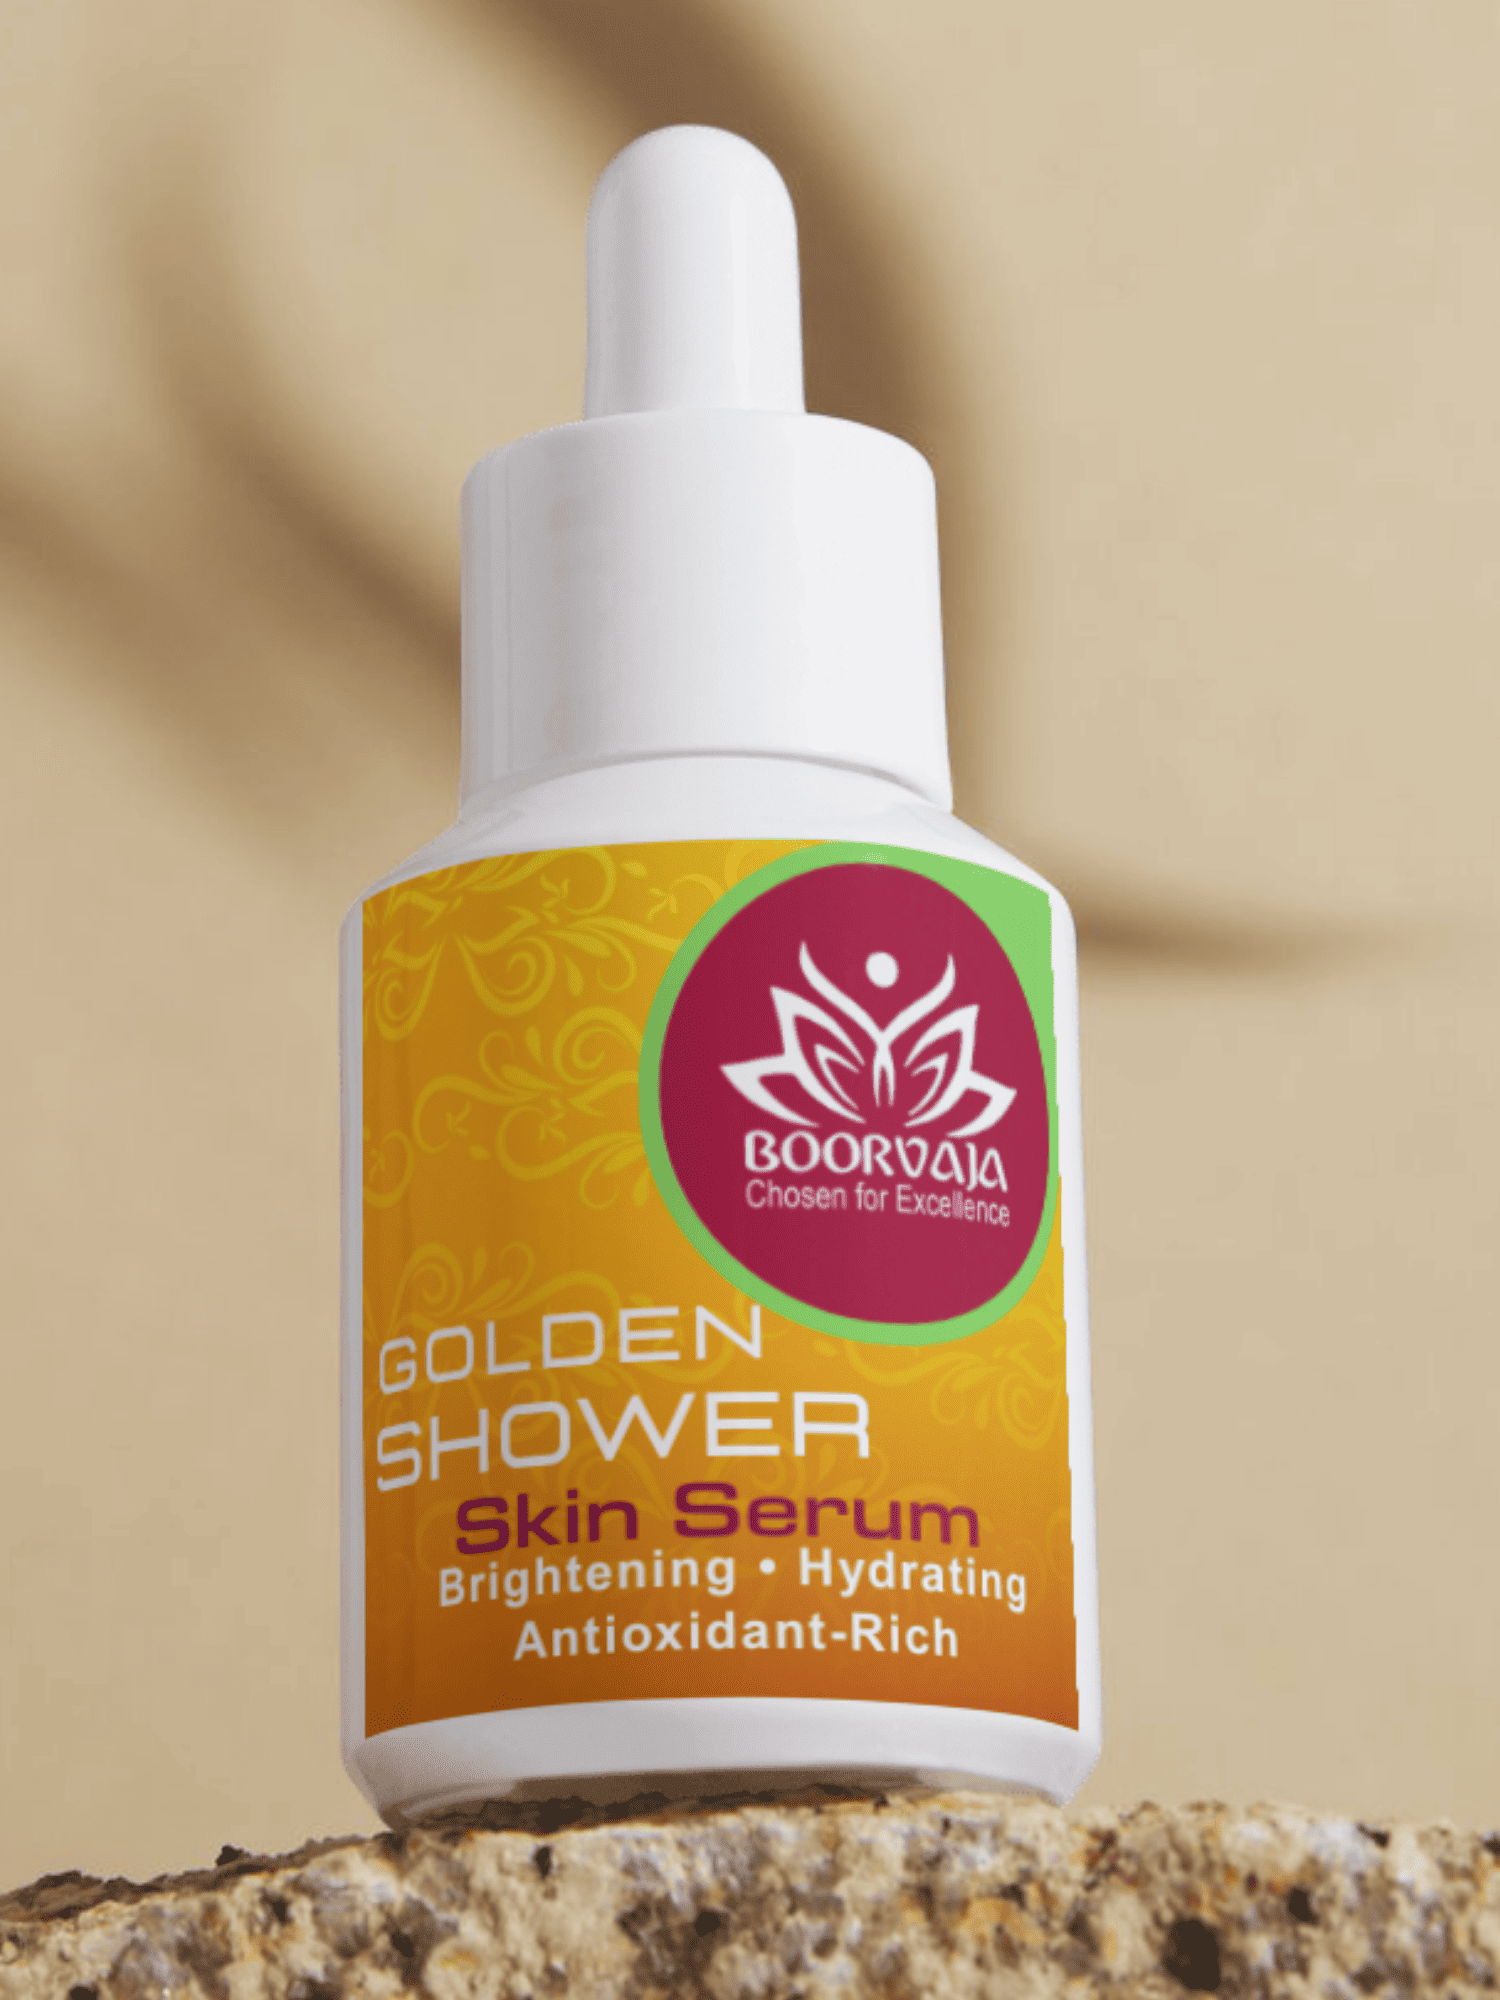 BOORVAJA
Chosen for Excellence
GOLDEN
SHOWER
Skin Serum
Brightening • Hydrating
Antioxidant-Rich